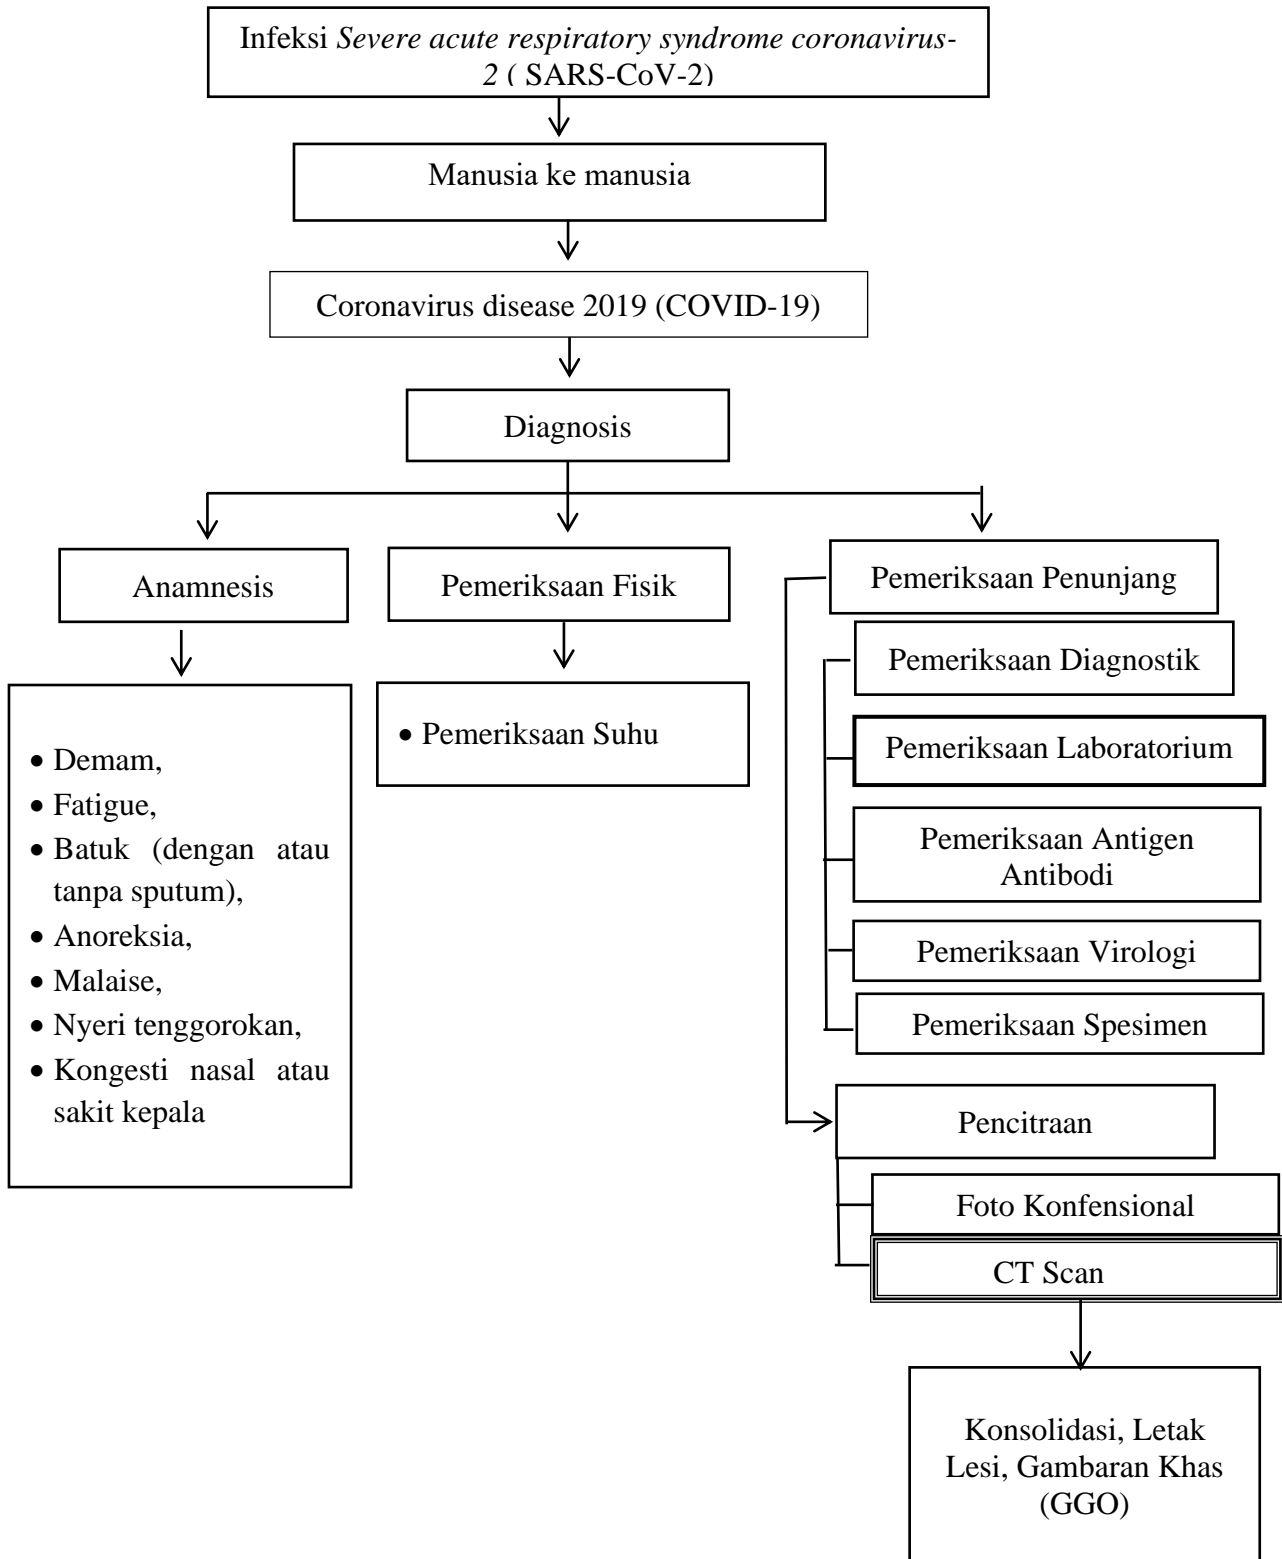 Infeksi Severe acute respiratory syndrome coronavirus-
2 ( SARS-CoV-2)
Manusia ke manusia
Coronavirus disease 2019 (COVID-19)
Diagnosis
Anamnesis
Pemeriksaan Fisik
Pemeriksaan Penunjang
• Demam,
• Fatigue,
• Batuk (dengan atau
tanpa sputum),
• Anoreksia,
• Malaise,
• Nyeri tenggorokan,
• Kongesti nasal atau
sakit kepala
• Pemeriksaan Suhu
Pemeriksaan Diagnostik
Pemeriksaan Laboratorium
Pemeriksaan Antigen
Antibodi
Pemeriksaan Virologi
Pemeriksaan Spesimen
Pencitraan
Foto Konfensional
CT Scan
Konsolidasi, Letak
Lesi, Gambaran Khas
(GGO)